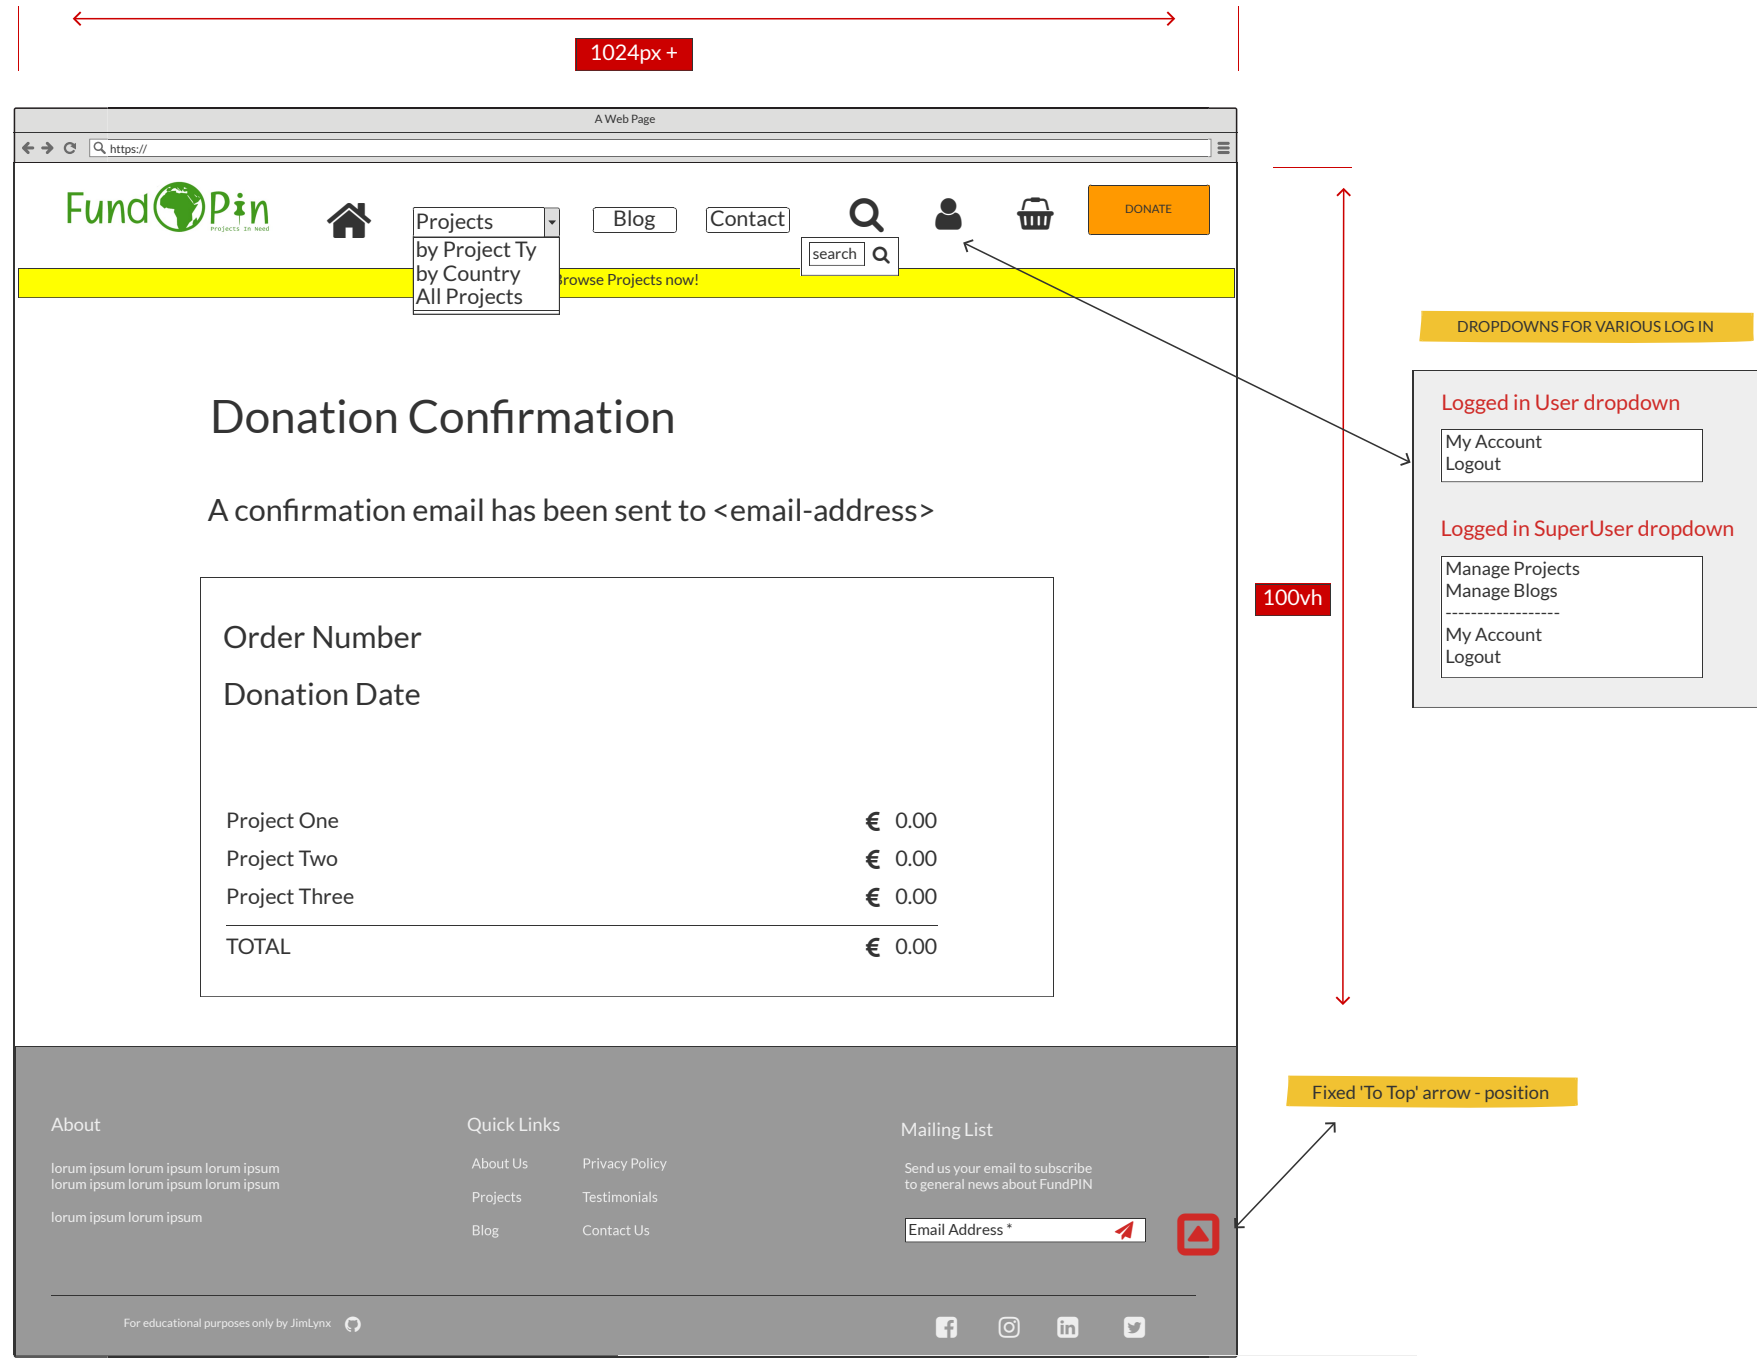 1024px +
A Web Page
https://
Fund Pin
Projects In Need
Projects
by Project Ty
by Country
All Projects
Blog
Contact
search
DONATE
Browse Projects now!
DROPDOWNS FOR VARIOUS LOG IN
Logged in User dropdown
My Account
Logout
Logged in SuperUser dropdown
Manage Projects
Manage Blogs
------------------
My Account
Logout
Donation Confirmation
A confirmation email has been sent to <email-address>
100vh
Order Number
Donation Date
Project One € 0.00
Project Two € 0.00
Project Three € 0.00
TOTAL € 0.00
Fixed 'To Top' arrow - position
About
lorum ipsum lorum ipsum lorum ipsum
lorum ipsum lorum ipsum lorum ipsum
lorum ipsum lorum ipsum
Quick Links
About Us Privacy Policy
Projects Testimonials
Blog Contact Us
Mailing List
Send us your email to subscribe
to general news about FundPIN
Email Address *
For educational purposes only by JimLynx